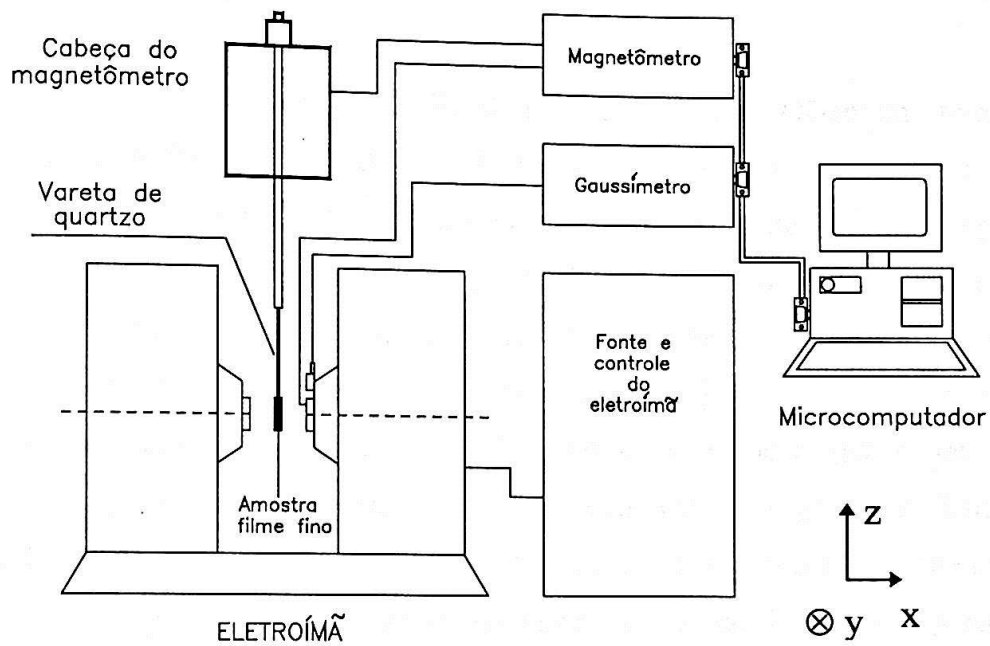 Cabeça do
magnetômetro
Magnetômetro
Vareta de
quartzo
Gaussímetro
Fonte e
controle
do
eletroímã
Microcomputador
Amostra
filme fino
ELETROÍMÃ
z
y x